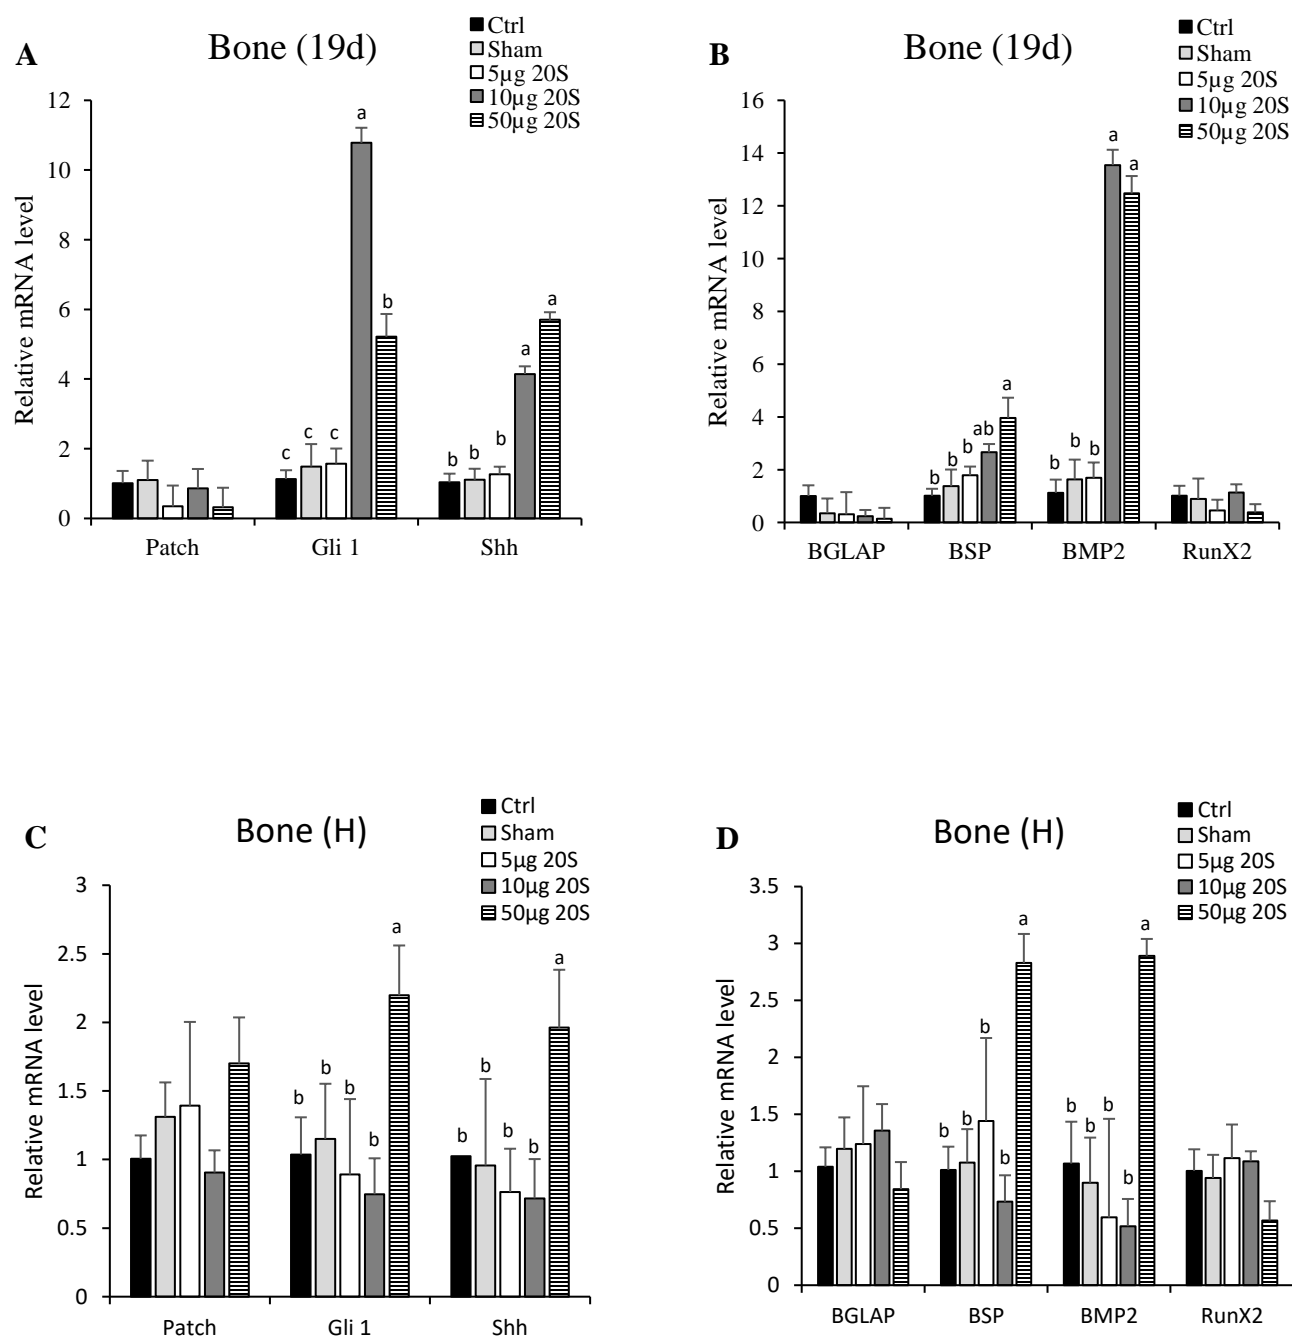 A
Bone (19d)
Ctrl
Sham
5µg 20S
10µg 20S
50µg 20S
Relative mRNA level
12
10
8
6
4
2
0
c
c
c
a
b
b
b
b
a
a
Patch
Gli 1
Shh
B
Bone (19d)
Ctrl
Sham
5µg 20S
10µg 20S
50µg 20S
Relative mRNA level
16
14
12
10
8
6
4
2
0
b
b
b
ab
a
b
b
b
a
a
BGLAP
BSP
BMP2
RunX2
C
Bone (H)
Ctrl
Sham
5µg 20S
10µg 20S
50µg 20S
Relative mRNA level
3
2.5
2
1.5
1
0.5
0
b
b
b
b
a
b
b
b
b
a
Patch
Gli 1
Shh
D
Bone (H)
Ctrl
Sham
5µg 20S
10µg 20S
50µg 20S
Relative mRNA level
3.5
3
2.5
2
1.5
1
0.5
0
b
b
b
b
a
b
b
b
b
a
BGLAP
BSP
BMP2
RunX2